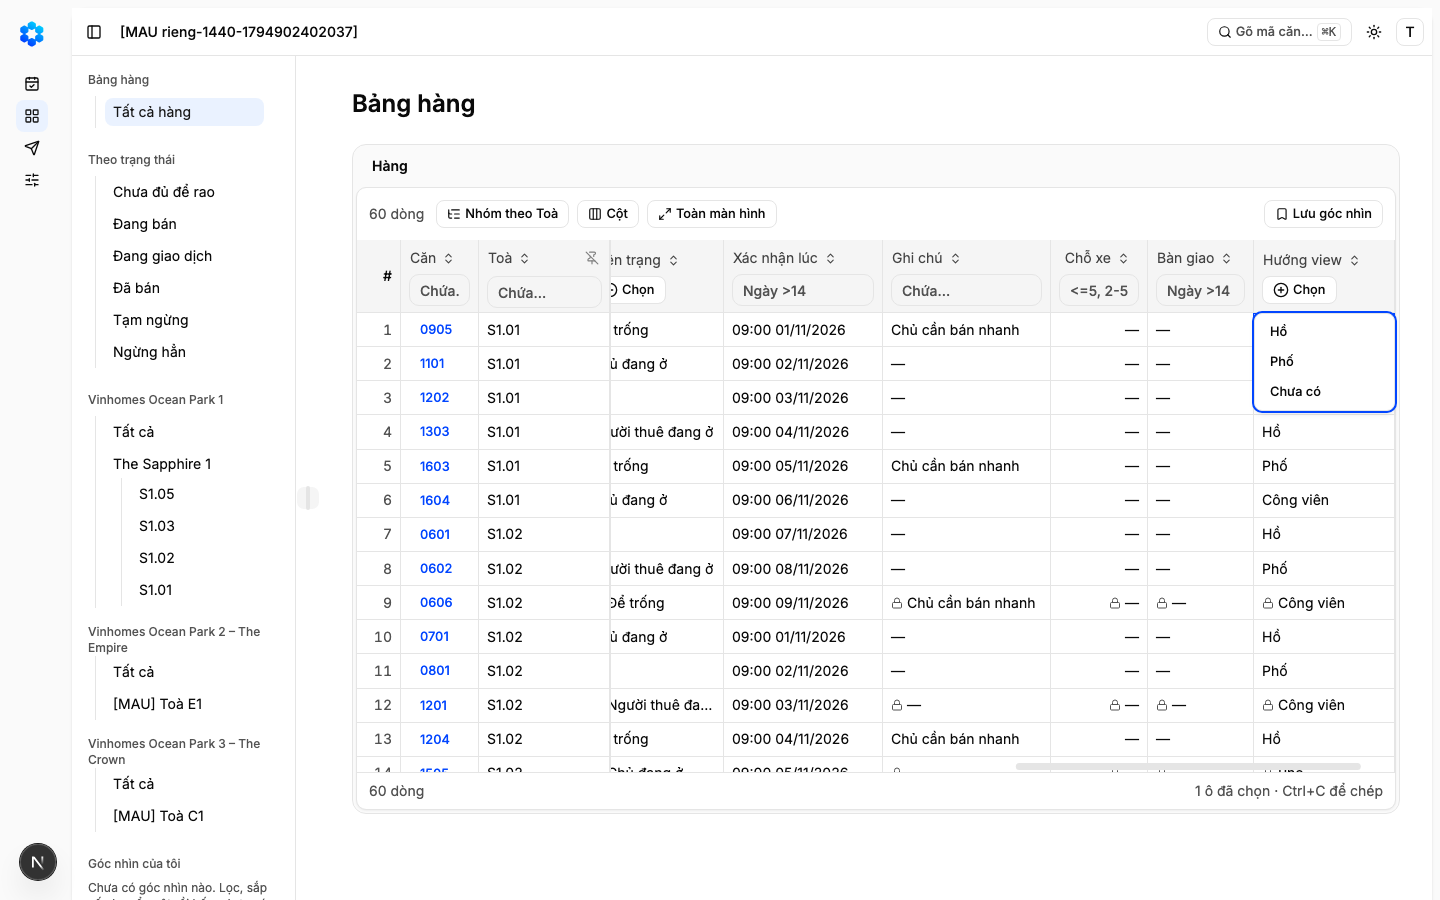 [MAU rieng-1440-1794902402037]
Gõ mã căn... ⌘K
T
Bảng hàng
Tất cả hàng
Theo trạng thái
Chưa đủ để rao
Đang bán
Đang giao dịch
Đã bán
Tạm ngừng
Ngừng hẳn
Vinhomes Ocean Park 1
Tất cả
The Sapphire 1
S1.05
S1.03
S1.02
S1.01
Vinhomes Ocean Park 2 – The
Empire
Tất cả
[MAU] Toà E1
Vinhomes Ocean Park 3 – The
Crown
Tất cả
[MAU] Toà C1
Góc nhìn của tôi
Chưa có góc nhìn nào. Lọc, sắp
N
Bảng hàng
Hàng
60 dòng Nhóm theo Toà Cột Toàn màn hình Lưu góc nhìn
# Căn Toà trạng Xác nhận lúc Ghi chú Chỗ xe Bàn giao Hướng view
Chứa. Chứa... Chọn Ngày >14 Chứa... <=5, 2-5 Ngày >14 Chọn
1 0905 S1.01 trống 09:00 01/11/2026 Chủ cần bán nhanh — — Hồ
2 1101 S1.01 đang ở 09:00 02/11/2026 — — — Phố
3 1202 S1.01 09:00 03/11/2026 — — — Chưa có
4 1303 S1.01 thuê đang ở 09:00 04/11/2026 — — — Hồ
5 1603 S1.01 trống 09:00 05/11/2026 Chủ cần bán nhanh — — Phố
6 1604 S1.01 đang ở 09:00 06/11/2026 — — — Công viên
7 0601 S1.02 09:00 07/11/2026 — — — Hồ
8 0602 S1.02 thuê đang ở 09:00 08/11/2026 — — — Phố
9 0606 S1.02 Để trống 09:00 09/11/2026 Chủ cần bán nhanh — — Công viên
10 0701 S1.02 đang ở 09:00 01/11/2026 — — — Hồ
11 0801 S1.02 09:00 02/11/2026 — — — Phố
12 1201 S1.02 Người thuê đa... 09:00 03/11/2026 — — — Công viên
13 1204 S1.02 trống 09:00 04/11/2026 Chủ cần bán nhanh — — Hồ
60 dòng 1 ô đã chọn · Ctrl+C để chép